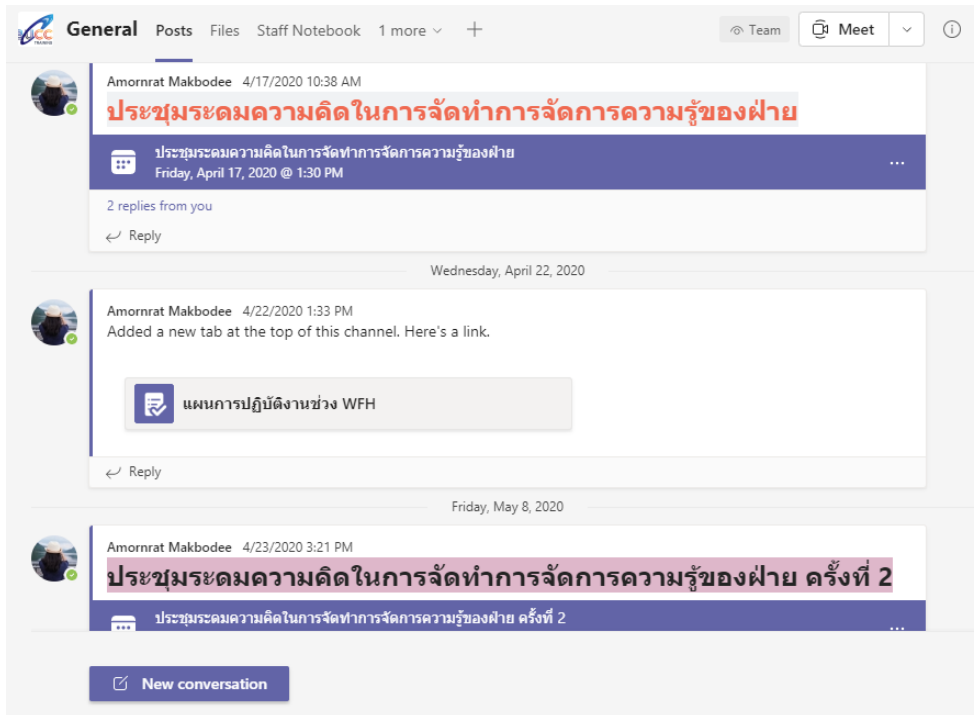 General Posts Files Staff Notebook 1 more Team Meet
Amornrat Makbodee 4/17/2020 10:38 AM
ประชุมระดมความคิดในการจัดทำการจัดการความรู้ของฝ่าย
ประชุมระดมความคิดในการจัดทำการจัดการความรู้ของฝ่าย
Friday, April 17, 2020 @ 1:30 PM
2 replies from you
Reply
Wednesday, April 22, 2020
Amornrat Makbodee 4/22/2020 1:33 PM
Added a new tab at the top of this channel. Here's a link.
แผนการปฏิบัติงานช่วง WFH
Reply
Friday, May 8, 2020
Amornrat Makbodee 4/23/2020 3:21 PM
ประชุมระดมความคิดในการจัดทำการจัดการความรู้ของฝ่าย ครั้งที่ 2
ประชุมระดมความคิดในการจัดทำการจัดการความรู้ของฝ่าย ครั้งที่ 2
New conversation